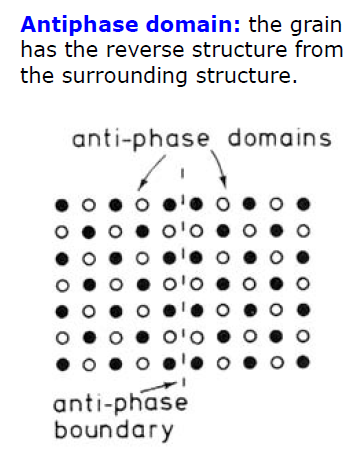 Antiphase domain: the grain
has the reverse structure from
the surrounding structure.
anti-phase domains
anti-phase
boundary